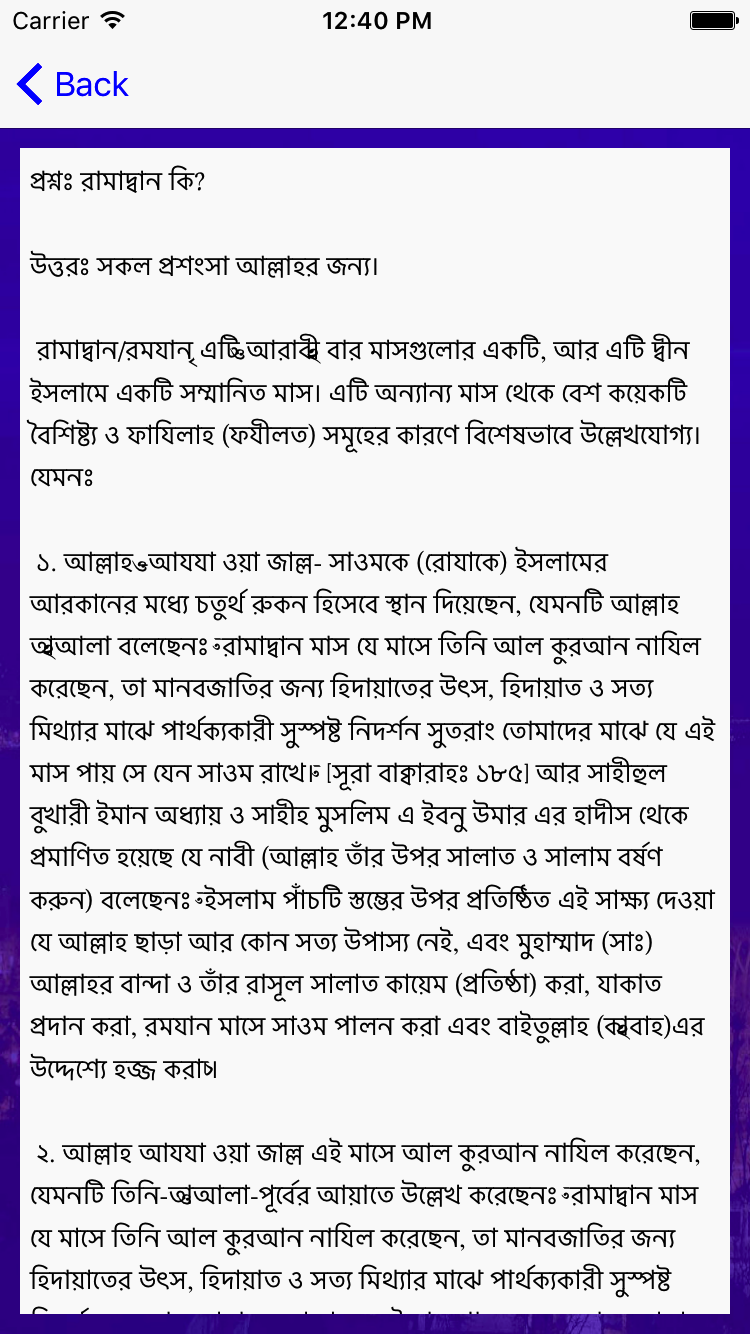 Carrier 12:40 PM
Back
প্রশ্নঃ রামাদ্বান কি?
উত্তরঃ সকল প্রশংসা আল্লাহর জন্য।
রামাদ্বান/রমযান বার মাসগুলোর একটি, আর এটি দ্বীন
ইসলামে একটি সম্মানিত মাস। এটি অন্যান্য মাস থেকে বেশ কয়েকটি
বৈশিষ্ট্য ও ফাযিলাহ (ফযীলত) সমূহের কারণে বিশেষভাবে উল্লেখযোগ্য।
যেমনঃ
১. আল্লাহ আযযা ওয়া জাল্ল- সাওমকে (রোযাকে) ইসলামের
আরকানের মধ্যে চতুর্থ রুকন হিসেবে স্থান দিয়েছেন, যেমনটি আল্লাহ
বলেছেনঃ রামাদ্বান মাস যে মাসে তিনি আল কুরআন নাযিল
করেছেন, তা মানবজাতির জন্য হিদায়াতের উৎস, হিদায়াত ও সত্য
মিথ্যার মাঝে পার্থক্যকারী সুস্পষ্ট নিদর্শন সুতরাং তোমাদের মাঝে যে এই
মাস পায় সে যেন সাওম রাখে। [সূরা বাক্বারাহঃ ১৮৫] আর সাহীহুল
বুখারী ইমান অধ্যায় ও সাহীহ মুসলিম এ ইবনু উমার এর হাদীস থেকে
প্রমাণিত হয়েছে যে নাবী (আল্লাহ তাঁর উপর সালাত ও সালাম বর্ষণ
করুন) বলেছেনঃ ইসলাম পাঁচটি স্তম্ভের উপর প্রতিষ্ঠিত এই সাক্ষ্য দেওয়া
যে আল্লাহ ছাড়া আর কোন সত্য উপাস্য নেই, এবং মুহাম্মাদ (সাঃ)
আল্লাহর বান্দা ও তাঁর রাসূল সালাত কায়েম (প্রতিষ্ঠা) করা, যাকাত
প্রদান করা, রমযান মাসে সাওম পালন করা এবং বাইতুল্লাহ
উদ্দেশ্যে হজ্জ করা
২. আল্লাহ আযযা ওয়া জাল্ল এই মাসে আল কুরআন নাযিল করেছেন,
যেমনটি তিনি পূর্বের আয়াতে উল্লেখ করেছেনঃ রামাদ্বান মাস
যে মাসে তিনি আল কুরআন নাযিল করেছেন, তা মানবজাতির জন্য
হিদায়াতের উৎস, হিদায়াত ও সত্য মিথ্যার মাঝে পার্থক্যকারী সুস্পষ্ট